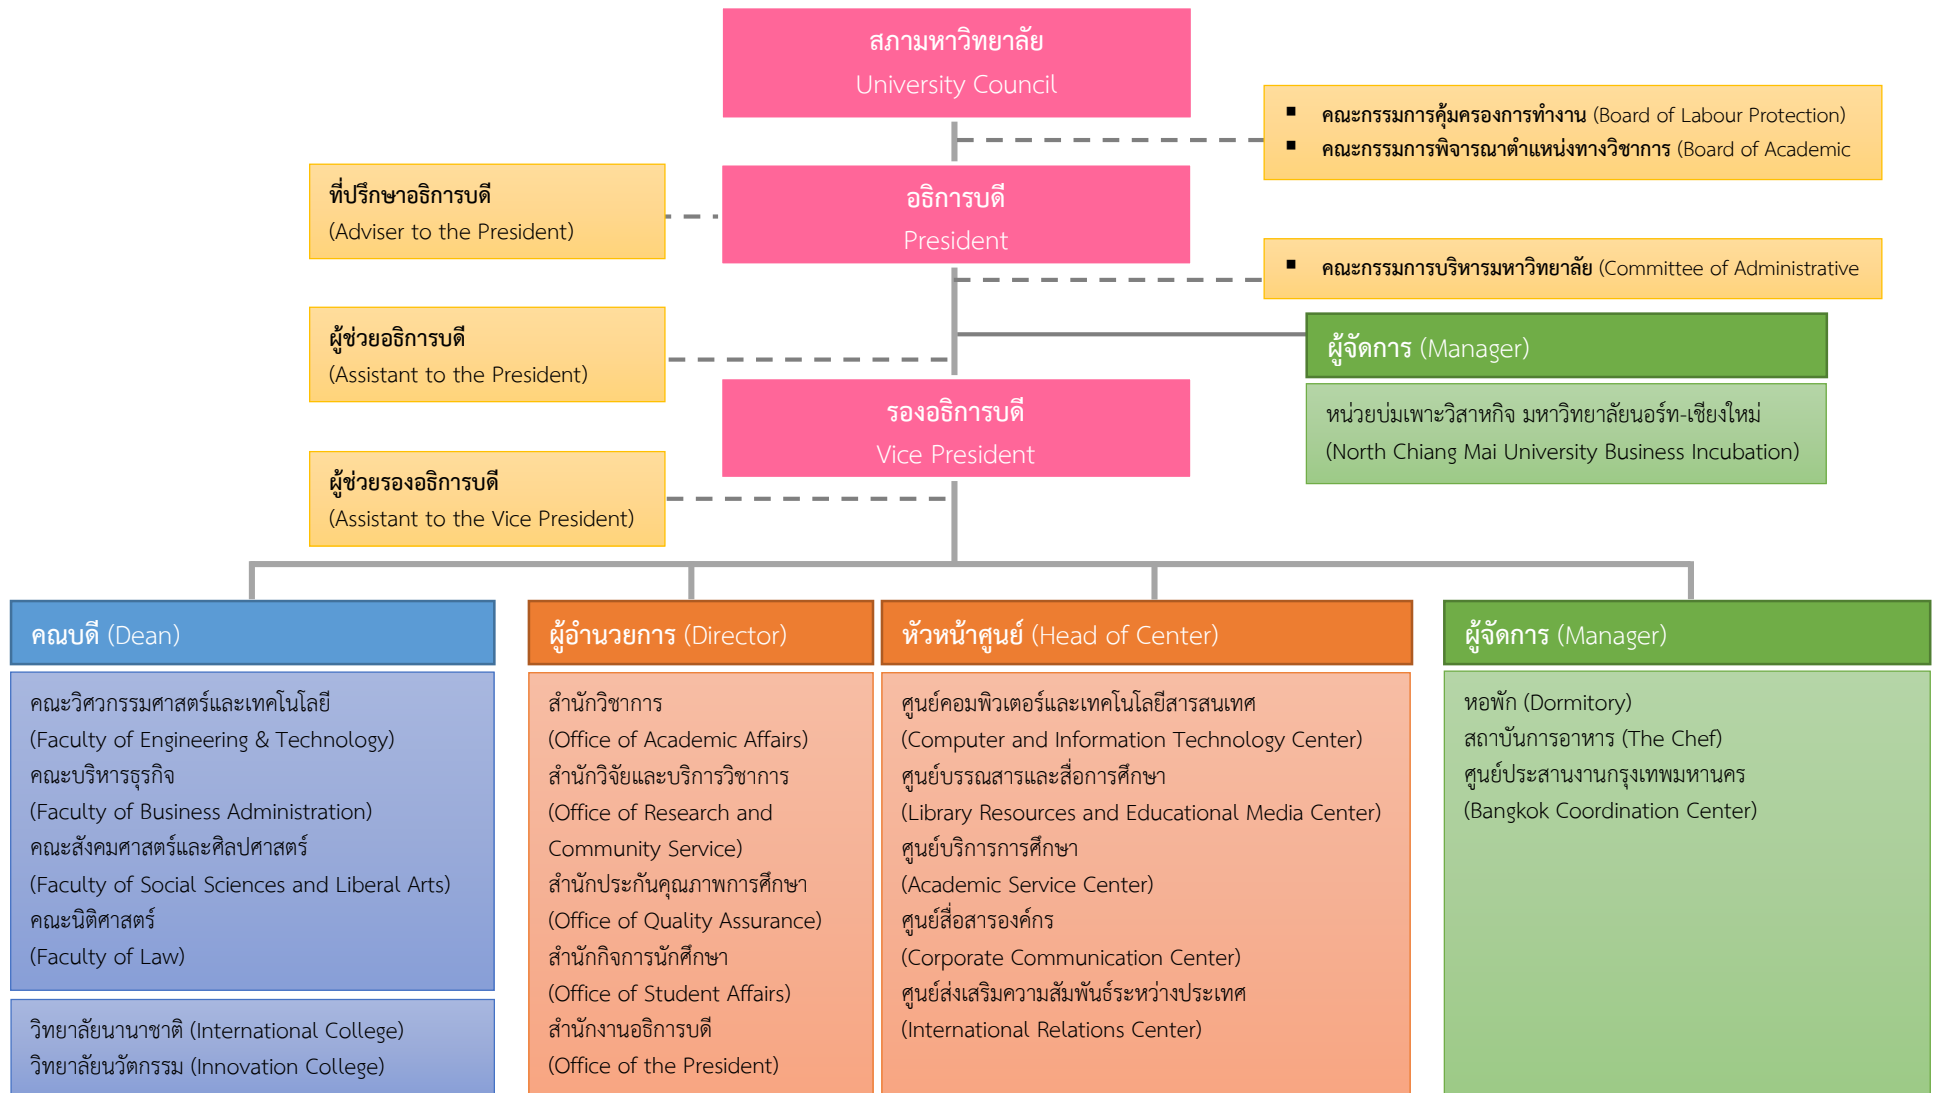 สภามหาวิทยาลัย
University Council
▪ คณะกรรมการคุ้มครองการทำงาน (Board of Labour Protection)
▪ คณะกรรมการพิจารณาตำแหน่งทางวิชาการ (Board of Academic
ที่ปรึกษาอธิการบดี
(Adviser to the President)
อธิการบดี
President
▪ คณะกรรมการบริหารมหาวิทยาลัย (Committee of Administrative
ผู้ช่วยอธิการบดี
(Assistant to the President)
ผู้จัดการ (Manager)
หน่วยบ่มเพาะวิสาหกิจ มหาวิทยาลัยนอร์ท-เชียงใหม่
(North Chiang Mai University Business Incubation)
รองอธิการบดี
Vice President
ผู้ช่วยรองอธิการบดี
(Assistant to the Vice President)
คณบดี (Dean)
คณะวิศวกรรมศาสตร์และเทคโนโลยี
(Faculty of Engineering & Technology)
คณะบริหารธุรกิจ
(Faculty of Business Administration)
คณะสังคมศาสตร์และศิลปศาสตร์
(Faculty of Social Sciences and Liberal Arts)
คณะนิติศาสตร์
(Faculty of Law)
วิทยาลัยนานาชาติ (International College)
วิทยาลัยนวัตกรรม (Innovation College)
ผู้อำนวยการ (Director)
สำนักวิชาการ
(Office of Academic Affairs)
สำนักวิจัยและบริการวิชาการ
(Office of Research and
Community Service)
สำนักประกันคุณภาพการศึกษา
(Office of Quality Assurance)
สำนักกิจการนักศึกษา
(Office of Student Affairs)
สำนักงานอธิการบดี
(Office of the President)
หัวหน้าศูนย์ (Head of Center)
ศูนย์คอมพิวเตอร์และเทคโนโลยีสารสนเทศ
(Computer and Information Technology Center)
ศูนย์บรรณสารและสื่อการศึกษา
(Library Resources and Educational Media Center)
ศูนย์บริการการศึกษา
(Academic Service Center)
ศูนย์สื่อสารองค์กร
(Corporate Communication Center)
ศูนย์ส่งเสริมความสัมพันธ์ระหว่างประเทศ
(International Relations Center)
ผู้จัดการ (Manager)
หอพัก (Dormitory)
สถาบันการอาหาร (The Chef)
ศูนย์ประสานงานกรุงเทพมหานคร
(Bangkok Coordination Center)